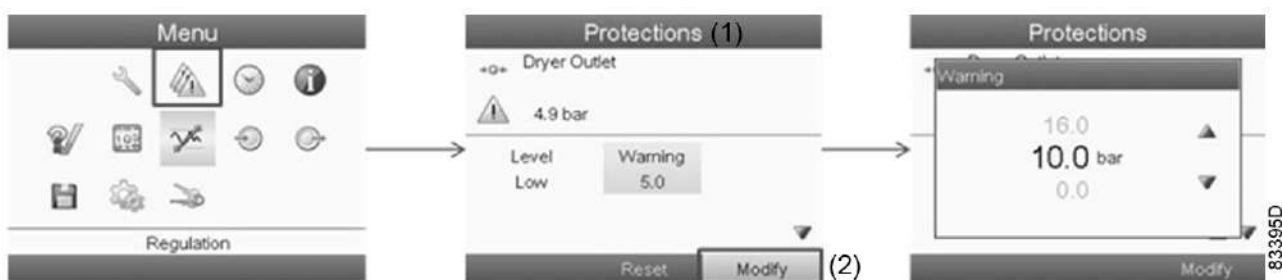 Menu
Regulation
Protections (1)
Dryer Outlet
4.9 bar
Level Warning
Low 5.0
Reset Modify (2)
Protections
Warning
16.0
10.0 bar
0.0
Modify
83395D